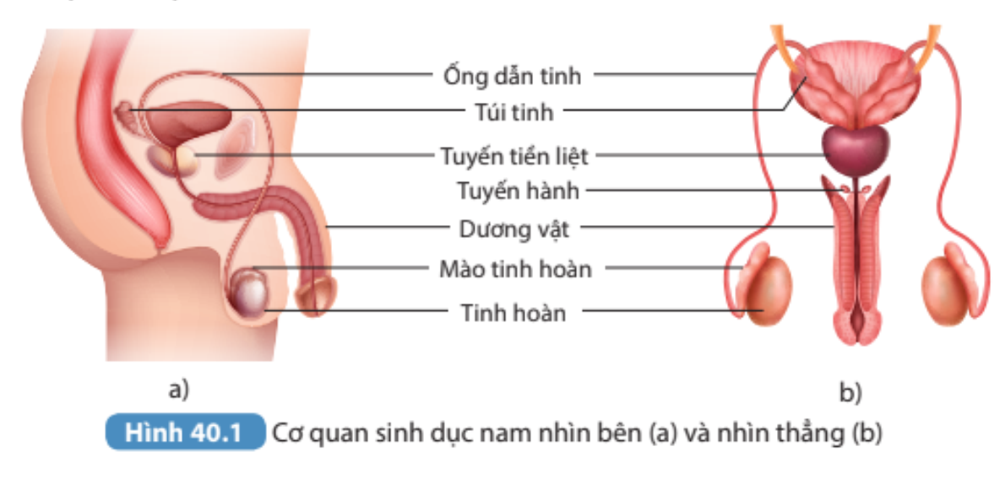 Ống dẫn tinh
Túi tinh
Tuyến tiền liệt
Tuyến hành
Dương vật
Mào tinh hoàn
Tinh hoàn
a)
b)
Hình 40.1 Cơ quan sinh dục nam nhìn bên (a) và nhìn thẳng (b)